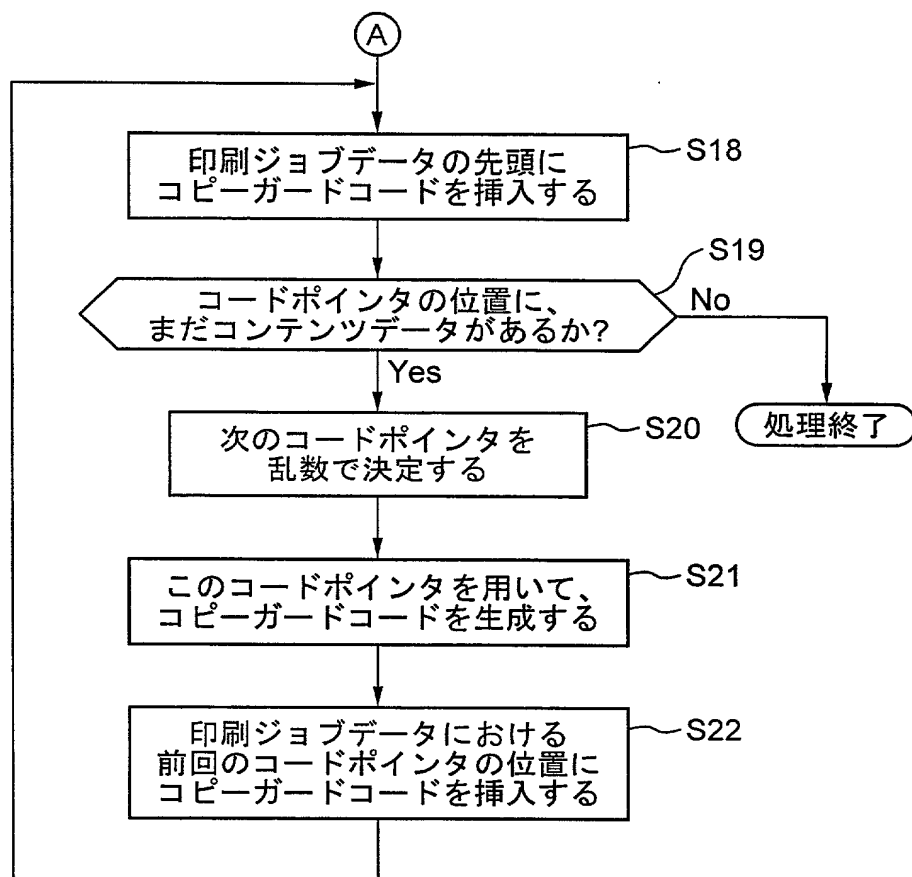 A
印刷ジョブデータの先頭に
コピーガードコードを挿入する
S18
コードポインタの位置に、
まだコンテンツデータがあるか?
S19
No
Yes
処理終了
次のコードポインタを
乱数で決定する
S20
このコードポインタを用いて、
コピーガードコードを生成する
S21
印刷ジョブデータにおける
前回のコードポインタの位置に
コピーガードコードを挿入する
S22